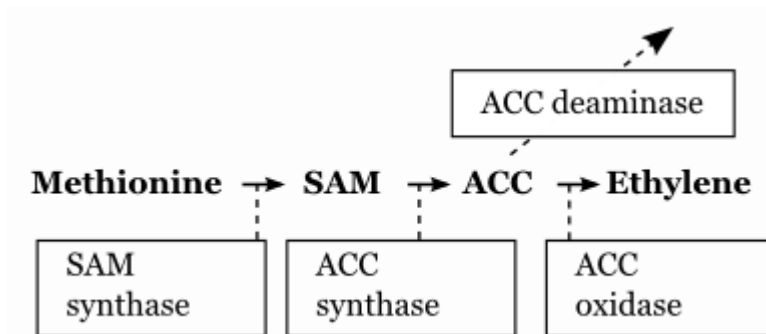 ACC deaminase
Methionine SAM ACC Ethylene
SAM
synthase
ACC
synthase
ACC
oxidase